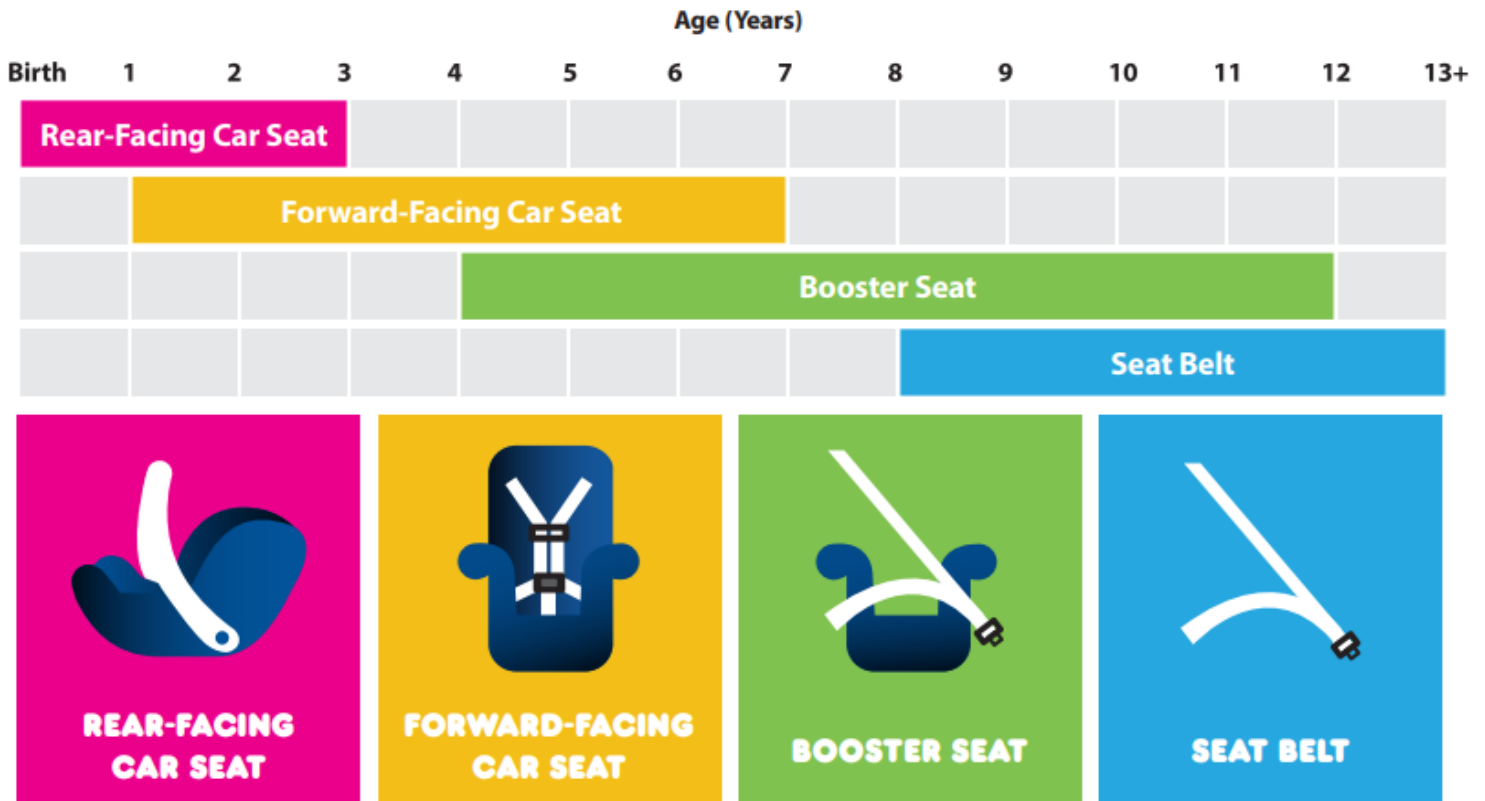 Age (Years)
Birth 1 2 3 4 5 6 7 8 9 10 11 12 13+
Rear-Facing Car Seat
Forward-Facing Car Seat
Booster Seat
Seat Belt
REAR-FACING
CAR SEAT
FORWARD-FACING
CAR SEAT
BOOSTER SEAT
SEAT BELT